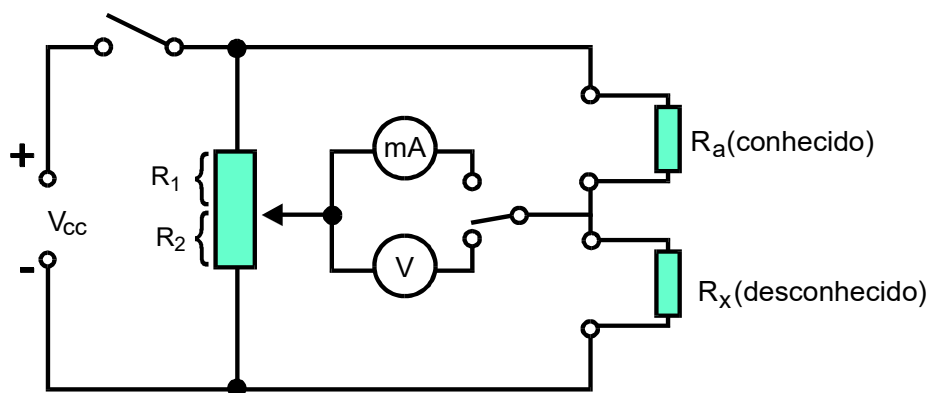 +
Vcc
-
R1
R2
mA
V
Ra(conhecido)
Rx(desconhecido)